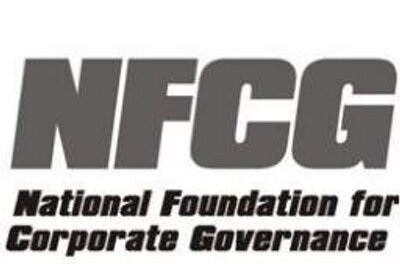 NFCG
National Foundation for
Corporate Governance